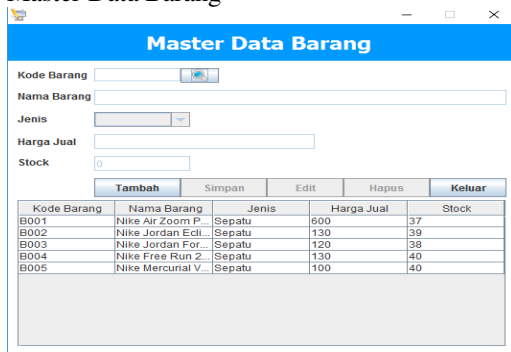 Master Data Barang
Master Data Barang
Kode Barang
Nama Barang
Jenis
Harga Jual
Stock 0
Tambah Simpan Edit Hapus Keluar
Kode Barang Nama Barang Jenis Harga Jual Stock
B001 Nike Air Zoom P... Sepatu 600 37
B002 Nike Jordan Ecli... Sepatu 130 39
B003 Nike Jordan For... Sepatu 120 38
B004 Nike Free Run 2... Sepatu 130 40
B005 Nike Mercurial V... Sepatu 100 40